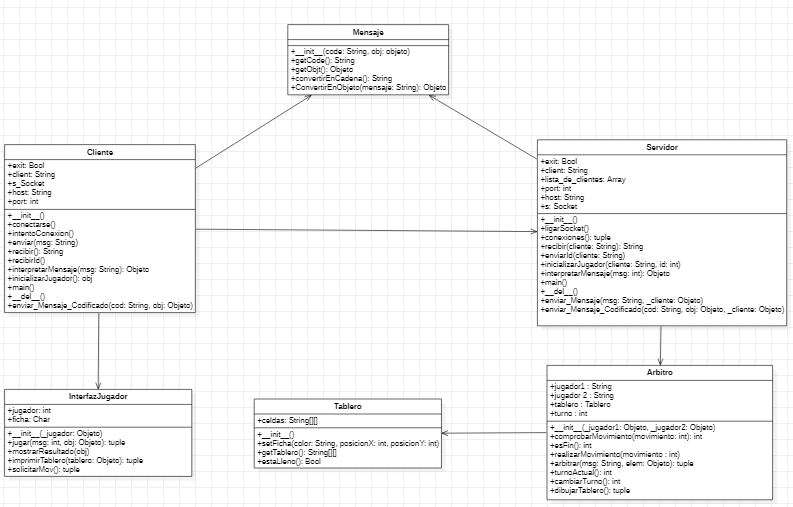 Mensaje
+__init__(code: String, obj: objeto)
+getCode(): String
+getObjt(): Objeto
+convertirEnCadena(): String
+ConvertirEnObjeto(mensaje: String): Objeto
Cliente
+exit: Bool
+client: String
+s_Socket
+host: String
+port: int
+__init__()
+conectarse()
+intentoConexion()
+enviar(msg: String)
+recibir(): String
+recibirId()
+interpretarMensaje(msg: String): Objeto
+inicializarJugador(): obj
+main()
+__del__()
+enviar_Mensaje_Codificado(cod: String, obj: Objeto)
Servidor
+exit: Bool
+client: String
+lista_de_clientes: Array
+port: int
+host: String
+s: Socket
+__init__()
+ligarSocket()
+conexiones(): tuple
+recibir(cliente: String): String
+enviarId(cliente: String)
+inicializarJugador(cliente: String, id: int)
+interpretarMensaje(msg: int): Objeto
+main()
+__del__()
+enviar_Mensaje(msg: String, _cliente: Objeto)
+enviar_Mensaje_Codificado(cod: String, obj: Objeto, _cliente: Objeto)
InterfazJugador
+jugador: int
+ficha: Char
+__init__(_jugador: Objeto)
+jugar(msg: int, obj: Objeto): tuple
+mostrarResultado(obj)
+imprimirTablero(tablero: Objeto): tuple
+solicitarMov(): tuple
Tablero
+celdas: String[][]
+__init__()
+setFicha(color: String, posicionX: int, posicionY: int)
+getTablero(): String[][]
+estaLleno(): Bool
Arbitro
+jugador1 : String
+jugador 2 : String
+tablero : Tablero
+turno : int
+__init__(_jugador1: Objeto, _jugador2: Objeto)
+comprobarMovimiento(movimiento: int): int
+esFin(): int
+realizarMovimiento(movimiento : int)
+arbitrar(msg: String, elem: Objeto): tuple
+turnoActual(): int
+cambiarTurno(): int
+dibujarTablero(): tuple